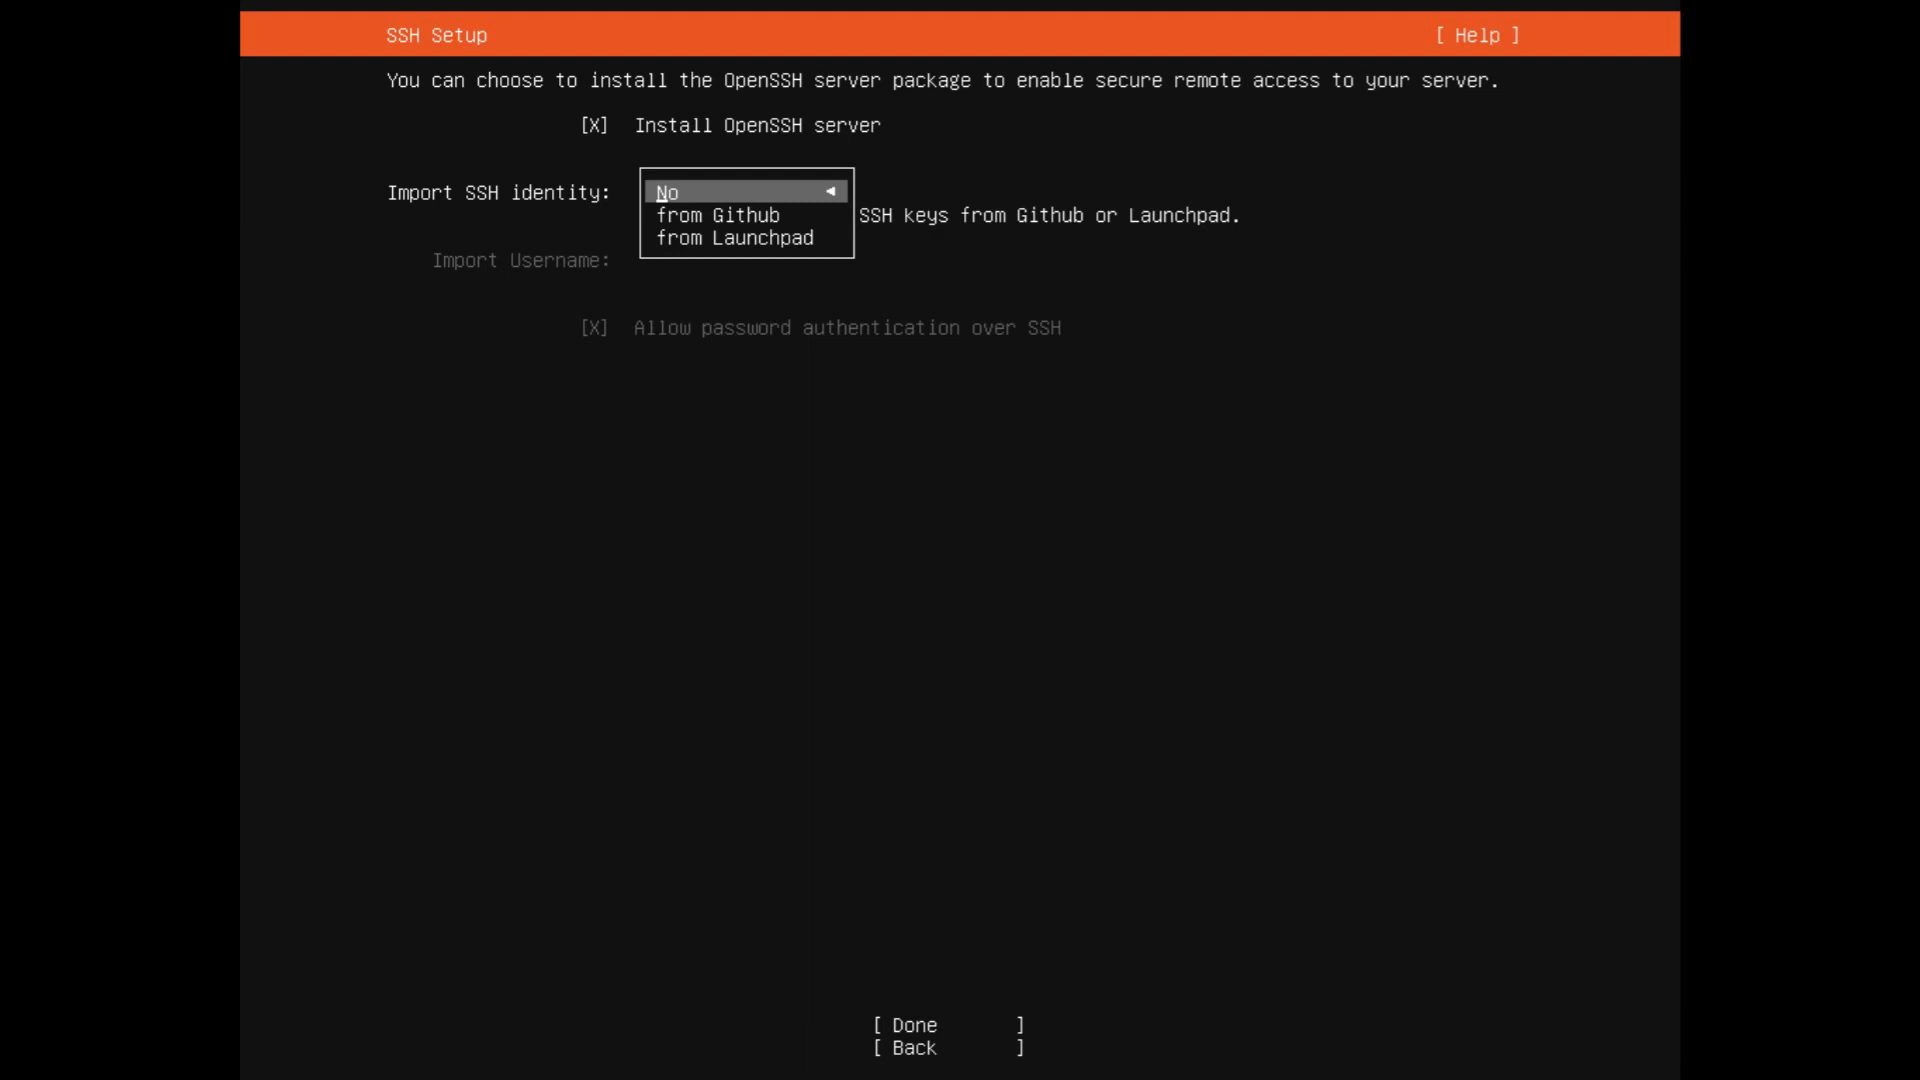 SSH Setup [ Help ]
You can choose to install the OpenSSH server package to enable secure remote access to your server.
[X] Install OpenSSH server
Import SSH identity: No ◄
from Github SSH keys from Github or Launchpad.
from Launchpad
Import Username:
[X] Allow password authentication over SSH
[ Done ]
[ Back ]